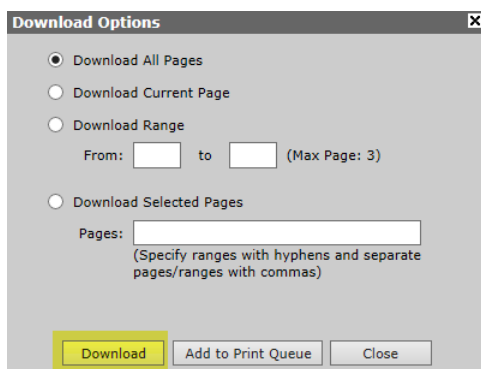 Download Options
Download All Pages
Download Current Page
Download Range
From: to (Max Page: 3)
Download Selected Pages
Pages:
(Specify ranges with hyphens and separate
pages/ranges with commas)
Download Add to Print Queue Close